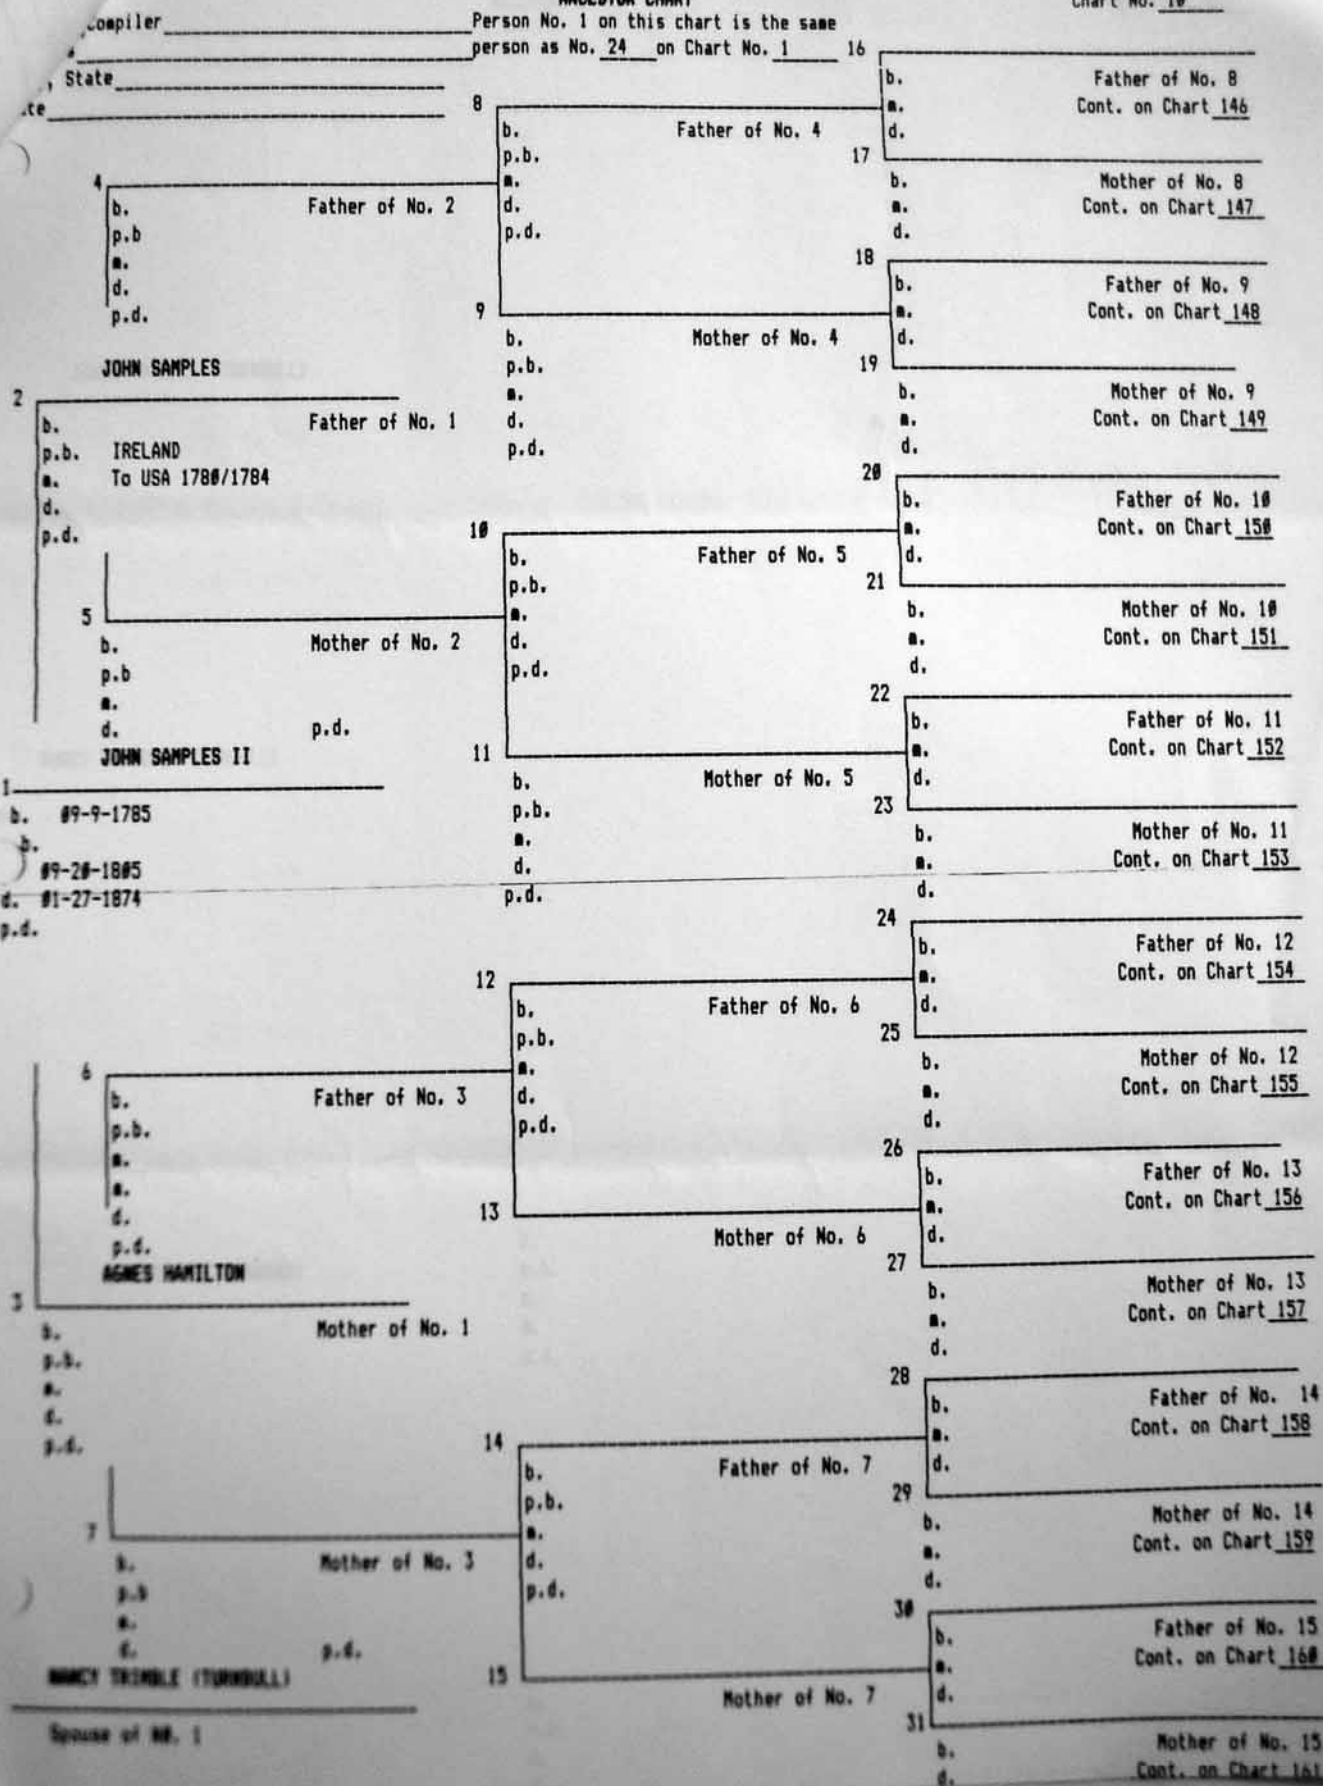 ANCESTOR CHART
Chart No. 10
Compiler
Person No. 1 on this chart is the same
person as No. 24 on Chart No. 1
, State
16
b. Father of No. 8
m. Cont. on Chart 146
d.
8
b. Father of No. 4
p.b.
m.
d.
p.d.
17
b. Mother of No. 8
m. Cont. on Chart 147
d.
4
b. Father of No. 2
p.b
m.
d.
p.d.
18
b. Father of No. 9
m. Cont. on Chart 148
d.
9
b. Mother of No. 4
p.b.
m.
d.
p.d.
19
b. Mother of No. 9
m. Cont. on Chart 149
d.
JOHN SAMPLES
2
b. Father of No. 1
p.b. IRELAND
m. To USA 1780/1784
d.
p.d.
20
b. Father of No. 10
m. Cont. on Chart 150
d.
10
b. Father of No. 5
p.b.
m.
d.
p.d.
21
b. Mother of No. 10
m. Cont. on Chart 151
d.
5
b. Mother of No. 2
p.b
m.
d. p.d.
22
b. Father of No. 11
m. Cont. on Chart 152
d.
11
b. Mother of No. 5
p.b.
m.
d.
p.d.
23
b. Mother of No. 11
m. Cont. on Chart 153
d.
JOHN SAMPLES II
1
b. 09-9-1785
b.
09-20-1805
d. 01-27-1874
p.d.
24
b. Father of No. 12
m. Cont. on Chart 154
d.
12
b. Father of No. 6
p.b.
m.
d.
p.d.
25
b. Mother of No. 12
m. Cont. on Chart 155
d.
6
b. Father of No. 3
p.b.
m.
m.
d.
p.d.
26
b. Father of No. 13
m. Cont. on Chart 156
d.
13
Mother of No. 6
27
b. Mother of No. 13
m. Cont. on Chart 157
d.
AGNES HAMILTON
3
b. Mother of No. 1
p.b.
m.
d.
p.d.
28
b. Father of No. 14
m. Cont. on Chart 158
d.
14
b. Father of No. 7
p.b.
m.
d.
p.d.
29
b. Mother of No. 14
m. Cont. on Chart 159
d.
7
b. Mother of No. 3
p.b
m.
d. p.d.
30
b. Father of No. 15
m. Cont. on Chart 160
d.
15
Mother of No. 7
31
b. Mother of No. 15
d. Cont. on Chart 161
NANCY TRIMBLE (TURNBULL)
Spouse of NO. 1